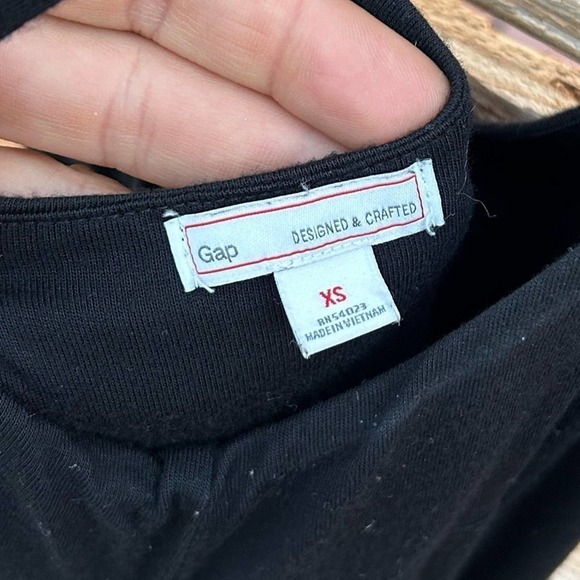 Gap DESIGNED & CRAFTED
XS
RN54023
MADE IN VIETNAM